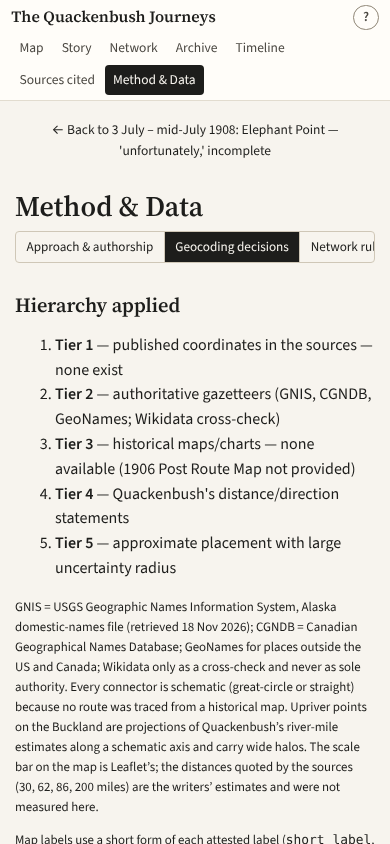 The Quackenbush Journeys
?
Map Story Network Archive Timeline
Sources cited Method & Data
← Back to 3 July – mid-July 1908: Elephant Point —
'unfortunately,' incomplete
Method & Data
Approach & authorship Geocoding decisions Network rul
Hierarchy applied
1. Tier 1 — published coordinates in the sources —
none exist
2. Tier 2 — authoritative gazetteers (GNIS, CGNDB,
GeoNames; Wikidata cross-check)
3. Tier 3 — historical maps/charts — none
available (1906 Post Route Map not provided)
4. Tier 4 — Quackenbush's distance/direction
statements
5. Tier 5 — approximate placement with large
uncertainty radius
GNIS = USGS Geographic Names Information System, Alaska
domestic-names file (retrieved 18 Nov 2026); CGNDB = Canadian
Geographical Names Database; GeoNames for places outside the
US and Canada; Wikidata only as a cross-check and never as sole
authority. Every connector is schematic (great-circle or straight)
because no route was traced from a historical map. Upriver points
on the Buckland are projections of Quackenbush’s river-mile
estimates along a schematic axis and carry wide halos. The scale
bar on the map is Leaflet’s; the distances quoted by the sources
(30, 62, 86, 200 miles) are the writers’ estimates and were not
measured here.
Map labels use a short form of each attested label (short_label,